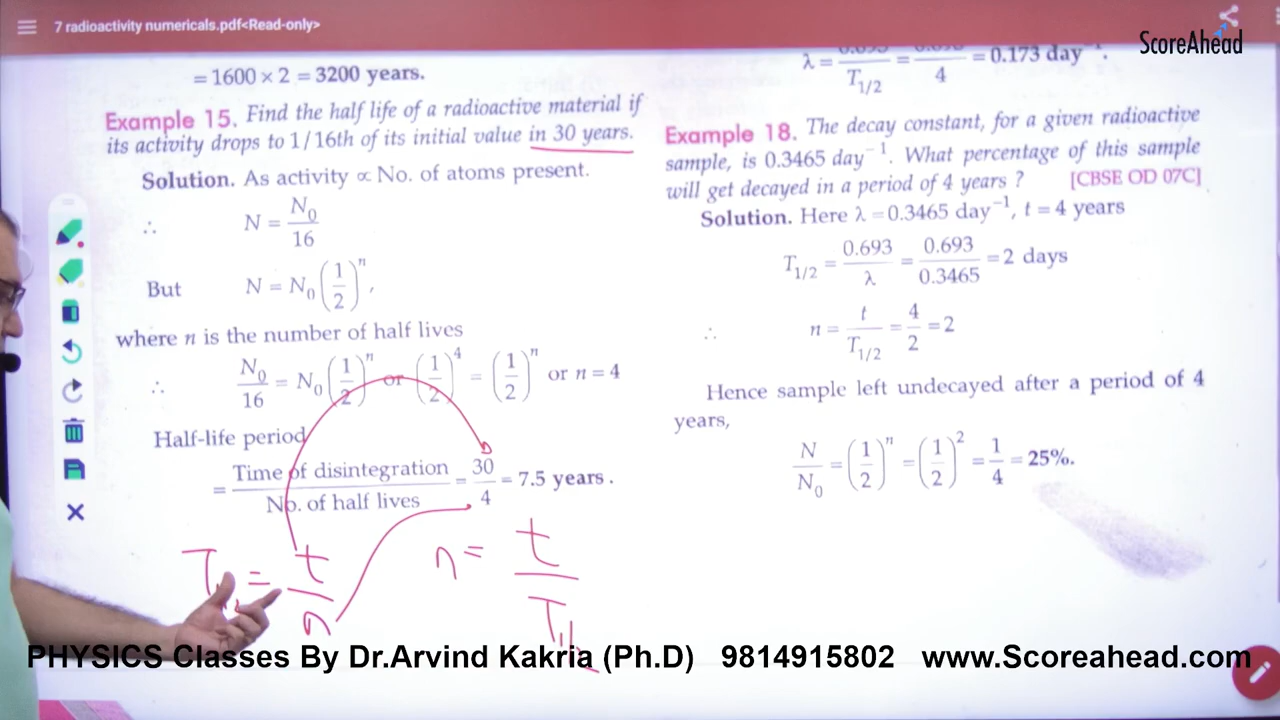 7 radioactivity numericals.pdf<Read-only>
ScoreAhead
= 1600 × 2 = 3200 years.
Example 15. Find the half life of a radioactive material if
its activity drops to 1/16th of its initial value in 30 years.
Solution. As activity ∝ No. of atoms present.
∴ N = N₀/16
But N = N₀ (1/2)ⁿ,
where n is the number of half lives
∴ N₀/16 = N₀ (1/2)ⁿ or (1/2)⁴ = (1/2)ⁿ or n = 4
Half-life period
= Time of disintegration / No. of half lives = 30/4 = 7.5 years.
T = t/n
n = t/T1/2
λ = 0.693/T1/2 = /4 = 0.173 day⁻¹.
Example 18. The decay constant, for a given radioactive
sample, is 0.3465 day⁻¹. What percentage of this sample
will get decayed in a period of 4 years ? [CBSE OD 07C]
Solution. Here λ = 0.3465 day⁻¹, t = 4 years
T1/2 = 0.693/λ = 0.693/0.3465 = 2 days
∴ n = t/T1/2 = 4/2 = 2
Hence sample left undecayed after a period of 4
years,
N/N₀ = (1/2)ⁿ = (1/2)² = 1/4 = 25%.
PHYSICS Classes By Dr.Arvind Kakria (Ph.D) 9814915802 www.Scoreahead.com